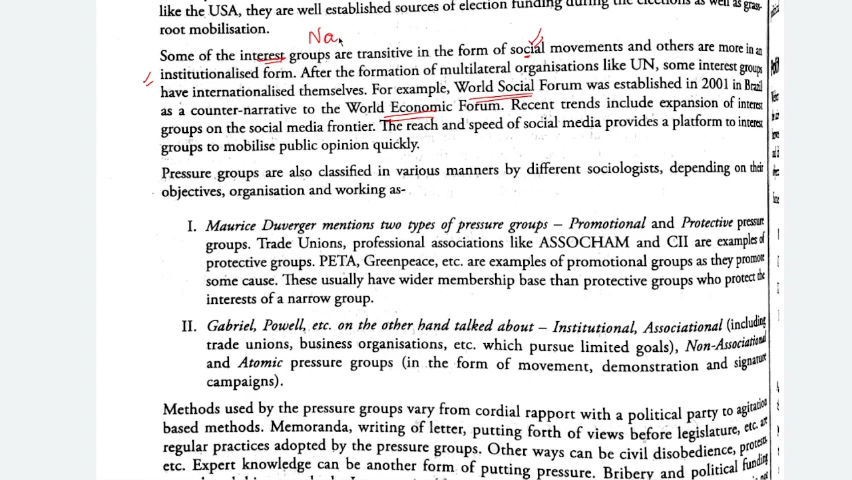 like the USA, they are well established sources of election funding during the elections as well as grass-
root mobilisation.
Na
Some of the interest groups are transitive in the form of social movements and others are more in an
institutionalised form. After the formation of multilateral organisations like UN, some interest groups
have internationalised themselves. For example, World Social Forum was established in 2001 in Brazil
as a counter-narrative to the World Economic Forum. Recent trends include expansion of interest
groups on the social media frontier. The reach and speed of social media provides a platform to interest
groups to mobilise public opinion quickly.
Pressure groups are also classified in various manners by different sociologists, depending on their
objectives, organisation and working as-
I. Maurice Duverger mentions two types of pressure groups – Promotional and Protective pressure
groups. Trade Unions, professional associations like ASSOCHAM and CII are examples of
protective groups. PETA, Greenpeace, etc. are examples of promotional groups as they promote
some cause. These usually have wider membership base than protective groups who protect the
interests of a narrow group.
II. Gabriel, Powell, etc. on the other hand talked about – Institutional, Associational (including
trade unions, business organisations, etc. which pursue limited goals), Non-Associational
and Atomic pressure groups (in the form of movement, demonstration and signature
campaigns).
Methods used by the pressure groups vary from cordial rapport with a political party to agitation
based methods. Memoranda, writing of letter, putting forth of views before legislature, etc. are
regular practices adopted by the pressure groups. Other ways can be civil disobedience, protests
etc. Expert knowledge can be another form of putting pressure. Bribery and political funding